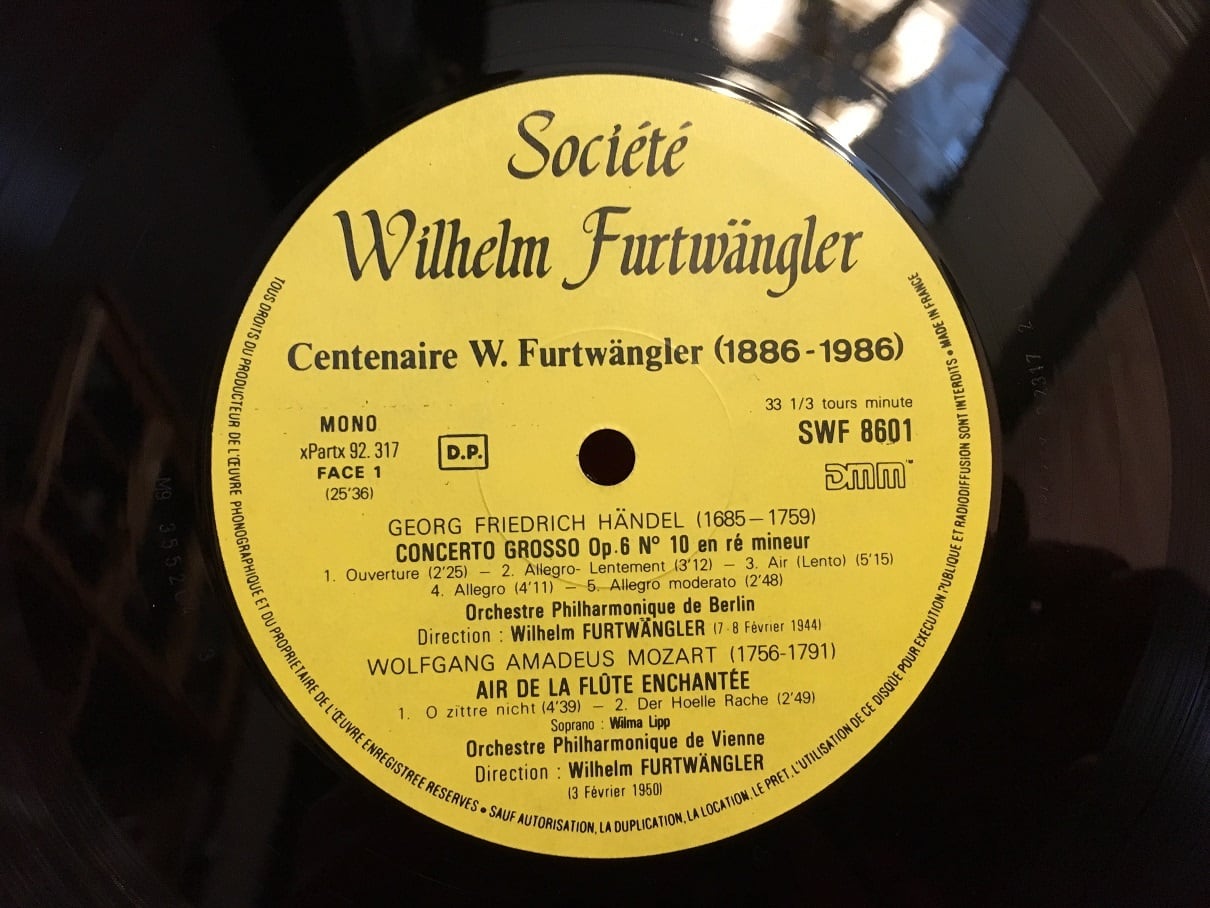 Société
Wilhelm Furtwängler
Centenaire W. Furtwängler (1886-1986)
33 1/3 tours minute
MONO
SWF 8601
xPartx 92.317
D.P.
FACE 1
DMM
(25'36)
GEORG FRIEDRICH HÄNDEL (1685–1759)
CONCERTO GROSSO Op.6 N° 10 en ré mineur
1. Ouverture (2'25) – 2. Allegro- Lentement (3'12) – 3. Air (Lento) (5'15)
4. Allegro (4'11) – 5. Allegro moderato (2'48)
Orchestre Philharmonique de Berlin
Direction : Wilhelm FURTWÄNGLER (7-8 Février 1944)
WOLFGANG AMADEUS MOZART (1756-1791)
AIR DE LA FLÛTE ENCHANTÉE
1. O zittre nicht (4'39) – 2. Der Hoelle Rache (2'49)
Soprano : Wilma Lipp
Orchestre Philharmonique de Vienne
Direction : Wilhelm FURTWÄNGLER
(3 Février 1950)
TOUS DROITS DU PRODUCTEUR DE L'ŒUVRE PHONOGRAPHIQUE ET DU PROPRIETAIRE DE L'ŒUVRE ENREGISTREE RESERVES • SAUF AUTORISATION, LA DUPLICATION, LA LOCATION, LE PRET, L'UTILISATION DE CE DISQUE POUR EXECUTION PUBLIQUE ET RADIODIFFUSION SONT INTERDITS • MADE IN FRANCE